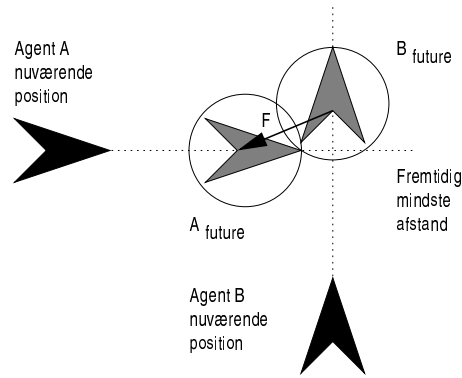 Agent A
nuværende
position
B future
F
Fremtidig
mindste
afstand
A future
Agent B
nuværende
position